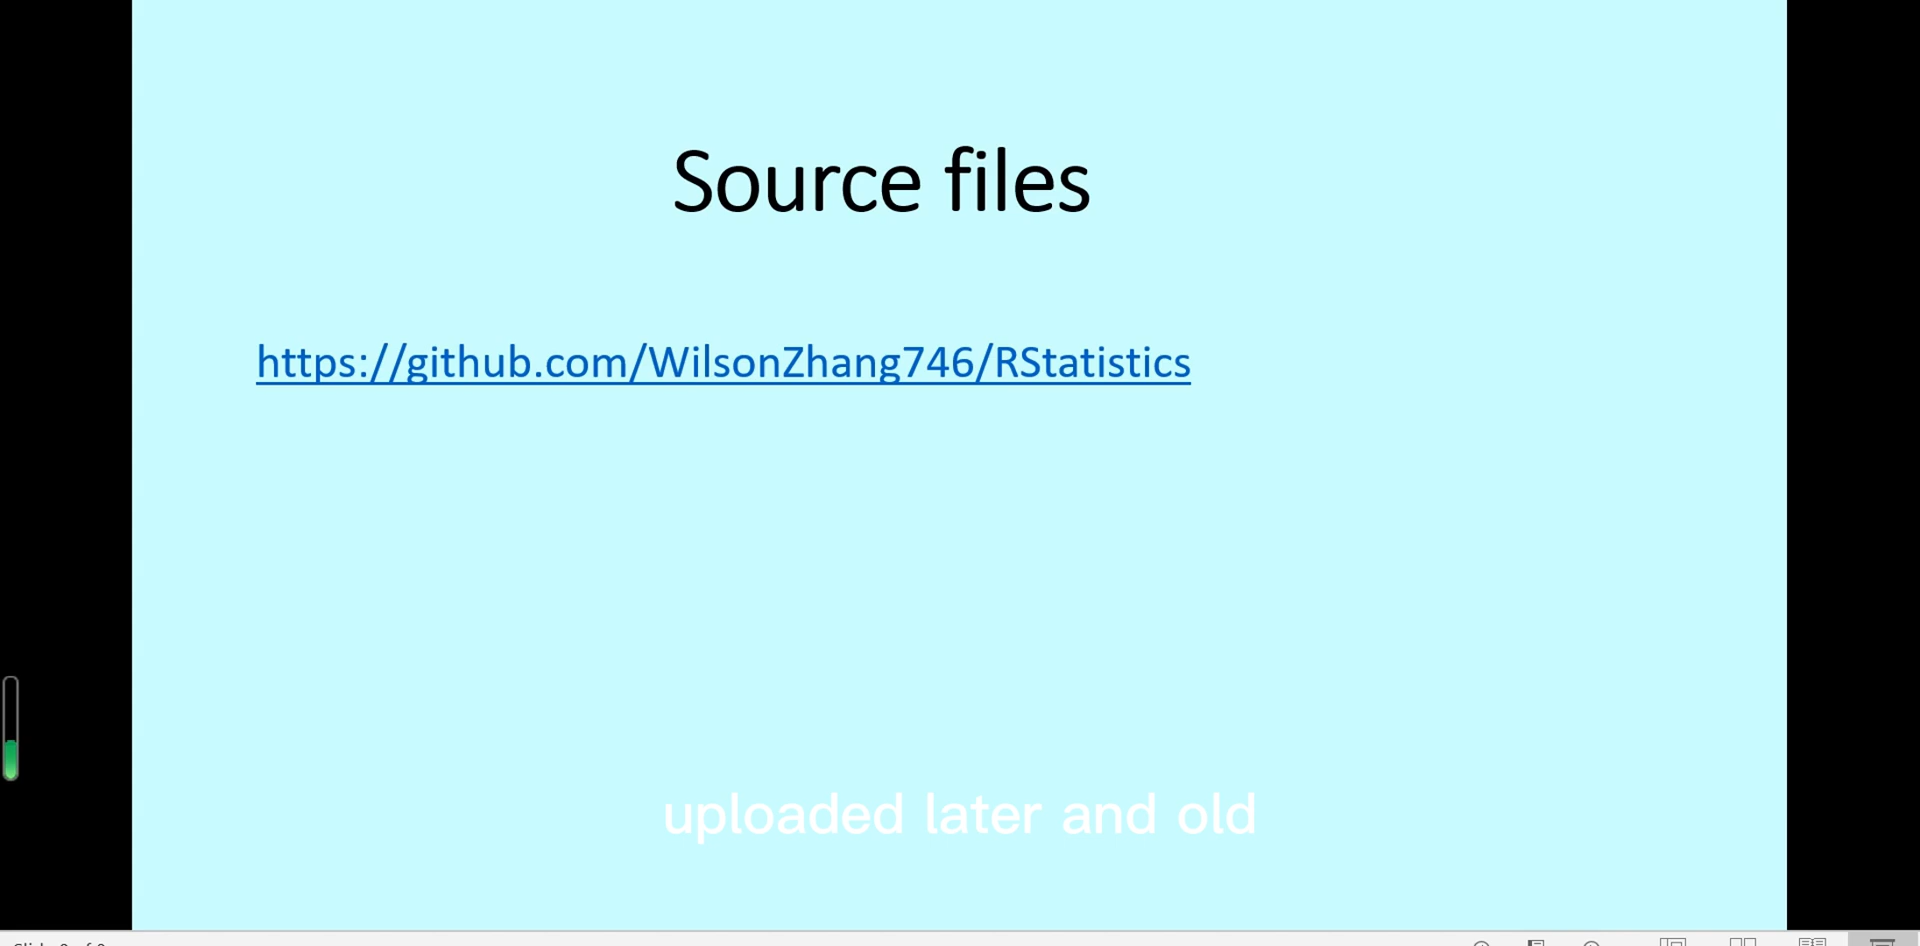 Source files
https://github.com/WilsonZhang746/RStatistics
uploaded later and old